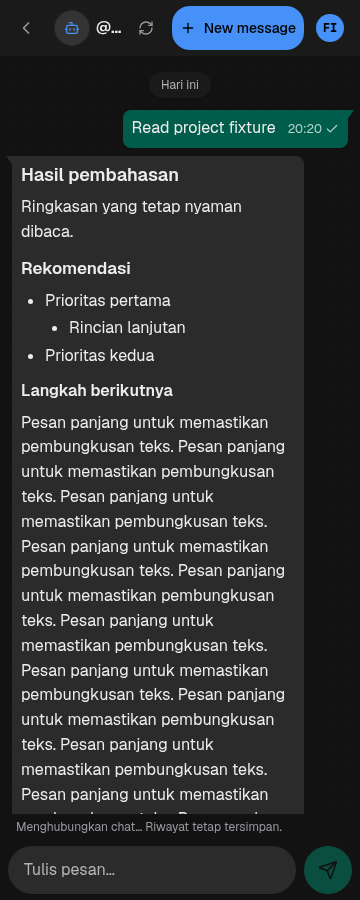 @...
+ New message
FI
Hari ini
Read project fixture 20:20
Hasil pembahasan
Ringkasan yang tetap nyaman
dibaca.
Rekomendasi
• Prioritas pertama
• Rincian lanjutan
• Prioritas kedua
Langkah berikutnya
Pesan panjang untuk memastikan
pembungkusan teks. Pesan panjang
untuk memastikan pembungkusan
teks. Pesan panjang untuk
memastikan pembungkusan teks.
Pesan panjang untuk memastikan
pembungkusan teks. Pesan panjang
untuk memastikan pembungkusan
teks. Pesan panjang untuk
memastikan pembungkusan teks.
Pesan panjang untuk memastikan
pembungkusan teks. Pesan panjang
untuk memastikan pembungkusan
teks. Pesan panjang untuk
memastikan pembungkusan teks.
Pesan panjang untuk memastikan
Menghubungkan chat... Riwayat tetap tersimpan.
Tulis pesan...